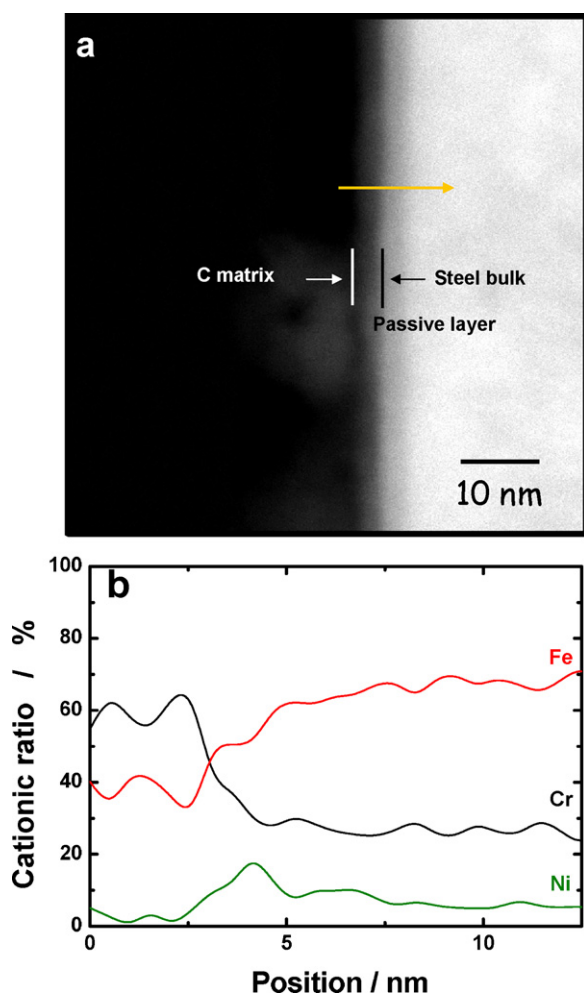 a
C matrix
Steel bulk
Passive layer
10 nm
b
100
80
60
40
20
0
Cationic ratio / %
Fe
Cr
Ni
0
5
10
Position / nm